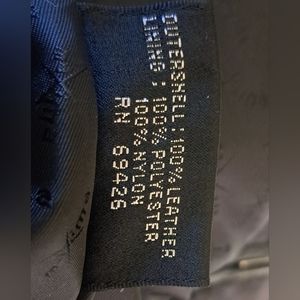 OUTERSHELL : 100% LEATHER
LINING : 100% POLYESTER
100% NYLON
RN 69426